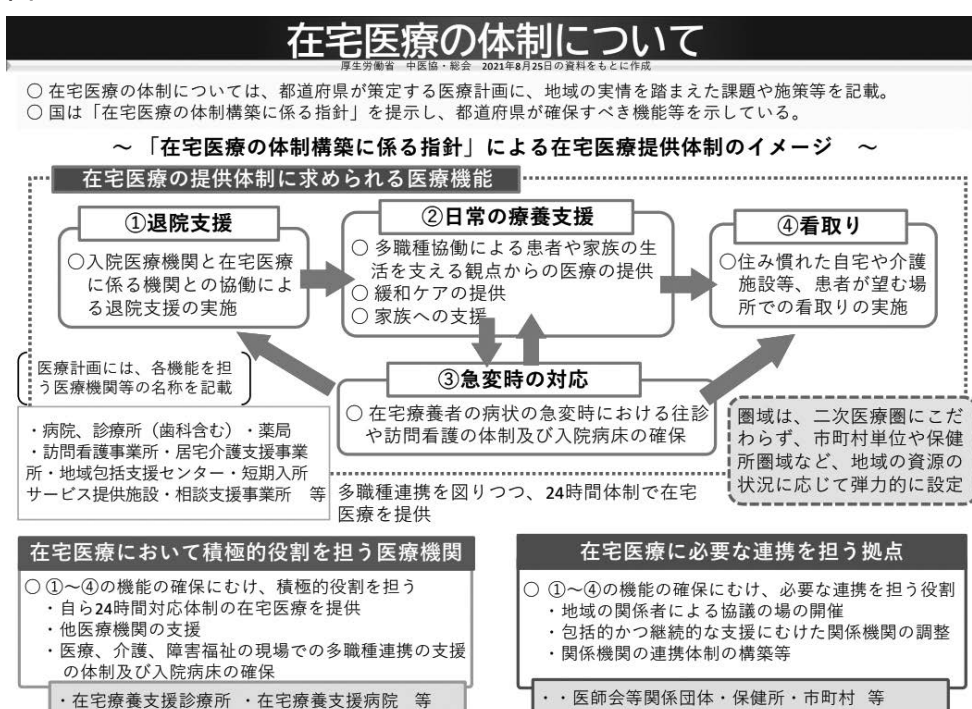 在宅医療の体制について
厚生労働省　中医協・総会　2021年8月25日の資料をもとに作成
○ 在宅医療の体制については、都道府県が策定する医療計画に、地域の実情を踏まえた課題や施策等を記載。
○ 国は「在宅医療の体制構築に係る指針」を提示し、都道府県が確保すべき機能等を示している。
～ 「在宅医療の体制構築に係る指針」による在宅医療提供体制のイメージ ～
在宅医療の提供体制に求められる医療機能
①退院支援
○入院医療機関と在宅医療
に係る機関との協働によ
る退院支援の実施
②日常の療養支援
○ 多職種協働による患者や家族の生
活を支える観点からの医療の提供
○ 緩和ケアの提供
○ 家族への支援
④看取り
○住み慣れた自宅や介護
施設等、患者が望む場
所での看取りの実施
③急変時の対応
○ 在宅療養者の病状の急変時における往診
や訪問看護の体制及び入院病床の確保
医療計画には、各機能を担
う医療機関等の名称を記載
・病院、診療所（歯科含む）・薬局
・訪問看護事業所・居宅介護支援事業
所・地域包括支援センター・短期入所
サービス提供施設・相談支援事業所　等
多職種連携を図りつつ、24時間体制で在宅
医療を提供
圏域は、二次医療圏にこだ
わらず、市町村単位や保健
所圏域など、地域の資源の
状況に応じて弾力的に設定
在宅医療において積極的役割を担う医療機関
○ ①～④の機能の確保にむけ、積極的役割を担う
・自ら24時間対応体制の在宅医療を提供
・他医療機関の支援
・医療、介護、障害福祉の現場での多職種連携の支援
の体制及び入院病床の確保
・在宅療養支援診療所 ・在宅療養支援病院　等
在宅医療に必要な連携を担う拠点
○ ①～④の機能の確保にむけ、必要な連携を担う役割
・地域の関係者による協議の場の開催
・包括的かつ継続的な支援にむけた関係機関の調整
・関係機関の連携体制の構築等
・・医師会等関係団体・保健所・市町村　等